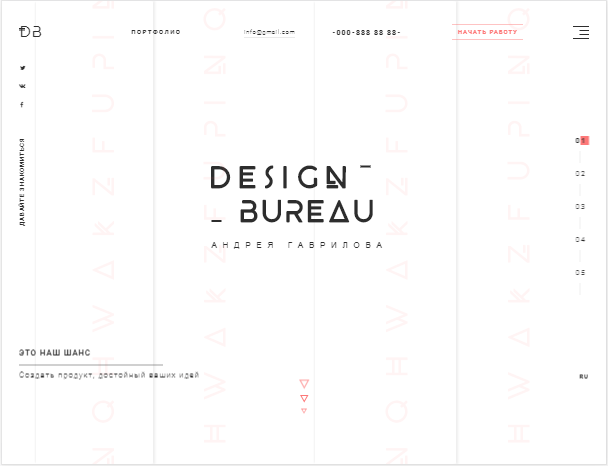 DB
ПОРТФОЛИО
info@gmail.com
-000-888 88 88-
НАЧАТЬ РАБОТУ
ДАВАЙТЕ ЗНАКОМИТЬСЯ
DESIGN
_ BUREAU
АНДРЕЯ ГАВРИЛОВА
01
02
03
04
05
ЭТО НАШ ШАНС
Создать продукт, достойный ваших идей
RU